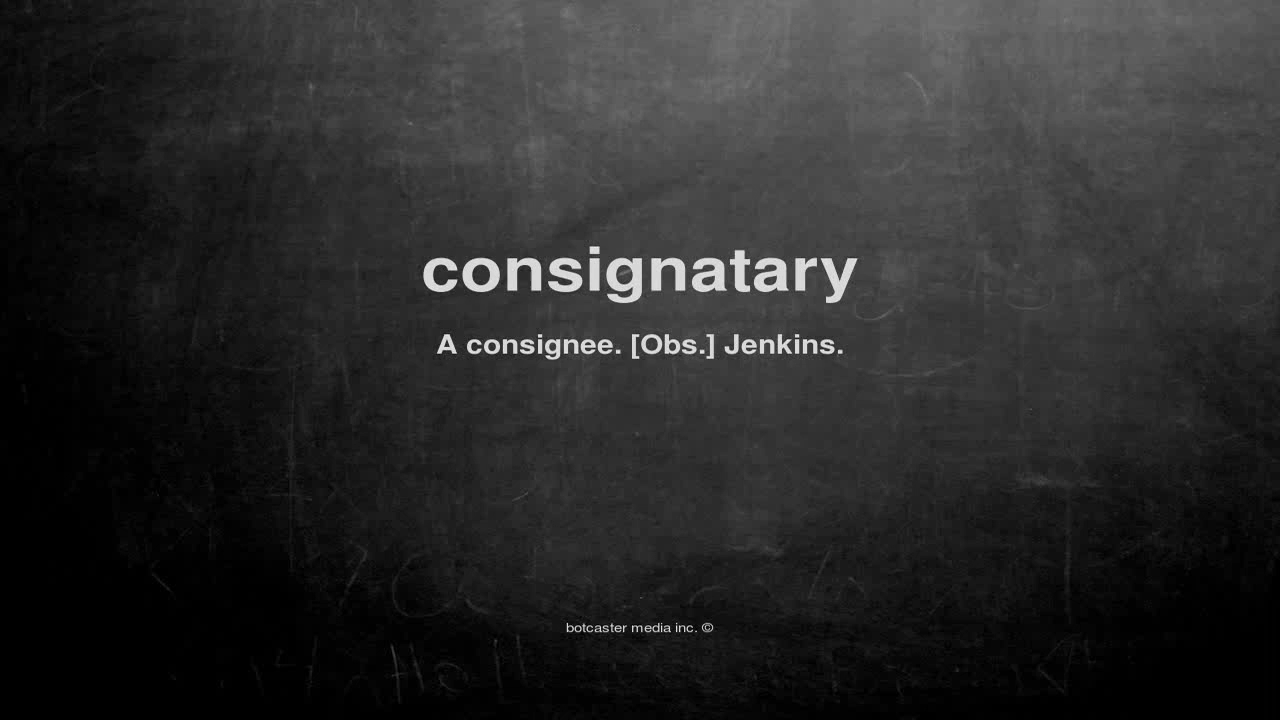 consignatary
A consignee. [Obs.] Jenkins.
botcaster media inc. ©